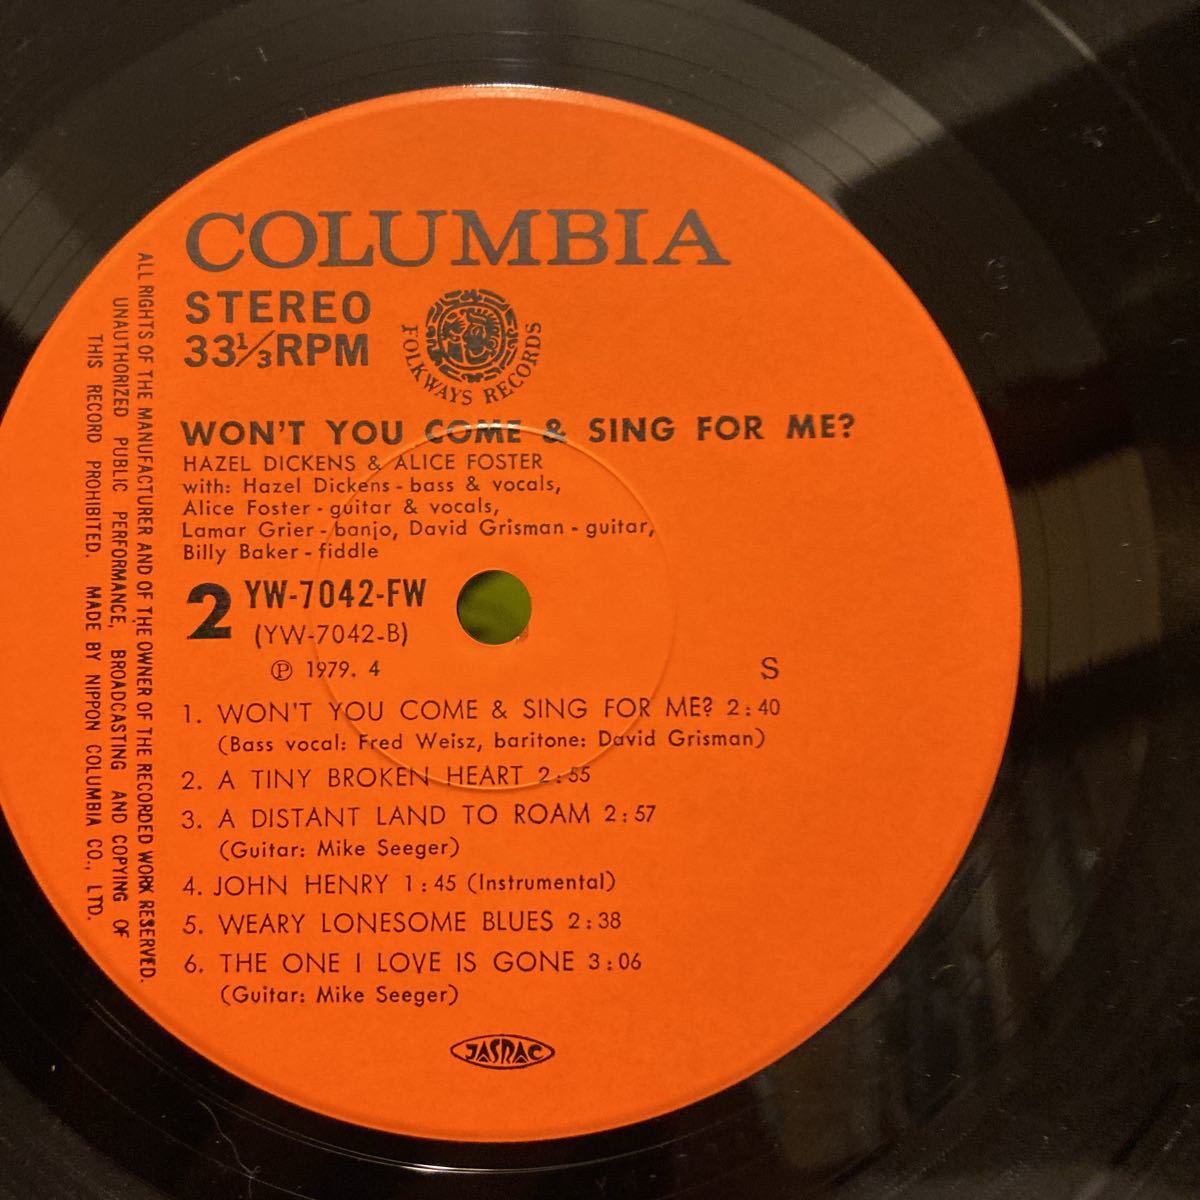 COLUMBIA
STEREO
33 1/3 RPM
FOLKWAYS RECORDS
WON'T YOU COME & SING FOR ME?
HAZEL DICKENS & ALICE FOSTER
with: Hazel Dickens - bass & vocals,
Alice Foster - guitar & vocals,
Lamar Grier - banjo, David Grisman - guitar,
Billy Baker - fiddle
2 YW-7042-FW
(YW-7042-B)
Ⓟ 1979. 4
S
1. WON'T YOU COME & SING FOR ME? 2:40
(Bass vocal: Fred Weisz, baritone: David Grisman)
2. A TINY BROKEN HEART 2:55
3. A DISTANT LAND TO ROAM 2:57
(Guitar: Mike Seeger)
4. JOHN HENRY 1:45 (Instrumental)
5. WEARY LONESOME BLUES 2:38
6. THE ONE I LOVE IS GONE 3:06
(Guitar: Mike Seeger)
JASRAC
ALL RIGHTS OF THE MANUFACTURER AND OF THE OWNER OF THE RECORDED WORK RESERVED.
UNAUTHORIZED PUBLIC PERFORMANCE, BROADCASTING AND COPYING OF
THIS RECORD PROHIBITED. MADE BY NIPPON COLUMBIA CO., LTD.